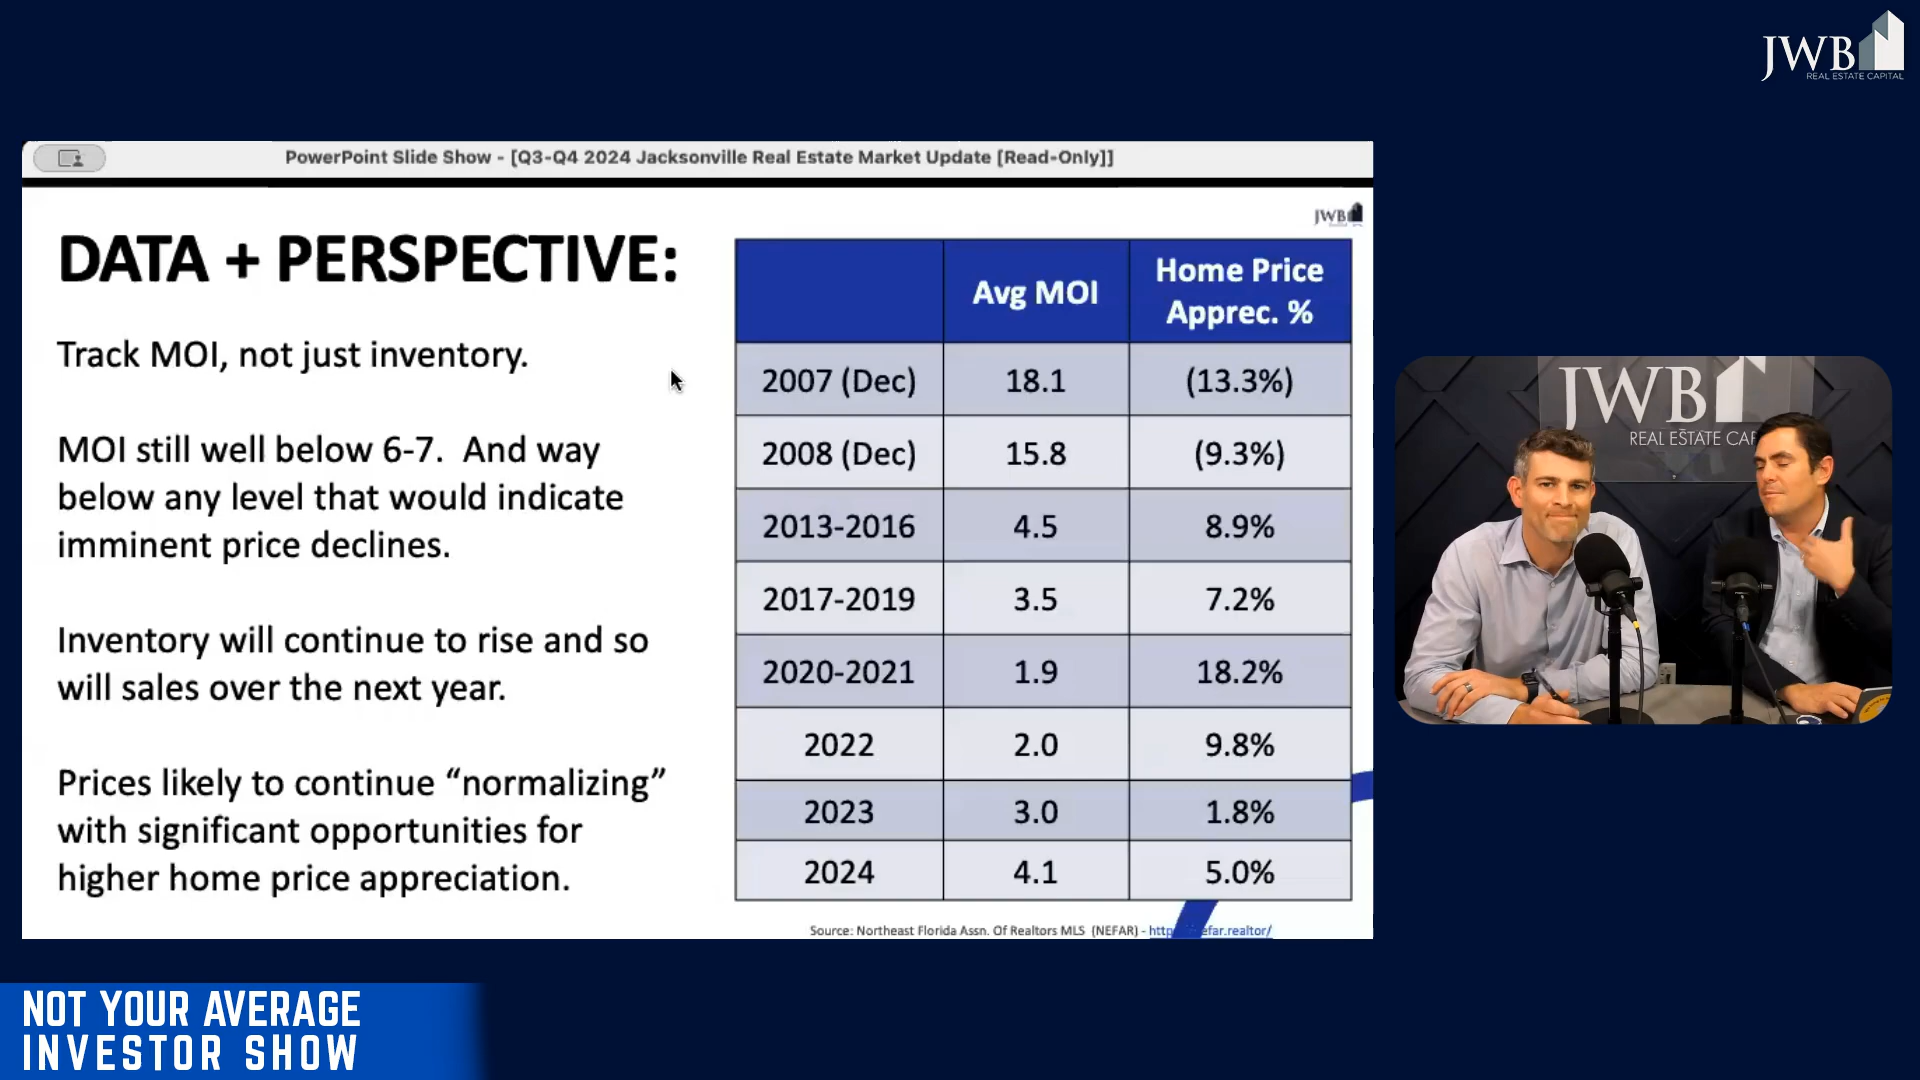 JWB
REAL ESTATE CAPITAL
PowerPoint Slide Show - [Q3-Q4 2024 Jacksonville Real Estate Market Update [Read-Only]]
JWB
DATA + PERSPECTIVE:
Track MOI, not just inventory.
MOI still well below 6-7. And way
below any level that would indicate
imminent price declines.
Inventory will continue to rise and so
will sales over the next year.
Prices likely to continue “normalizing”
with significant opportunities for
higher home price appreciation.
Avg MOI
Home Price
Apprec. %
2007 (Dec) 18.1 (13.3%)
2008 (Dec) 15.8 (9.3%)
2013-2016 4.5 8.9%
2017-2019 3.5 7.2%
2020-2021 1.9 18.2%
2022 2.0 9.8%
2023 3.0 1.8%
2024 4.1 5.0%
Source: Northeast Florida Assn. Of Realtors MLS (NEFAR) -
JWB
REAL ESTATE
NOT YOUR AVERAGE
INVESTOR SHOW